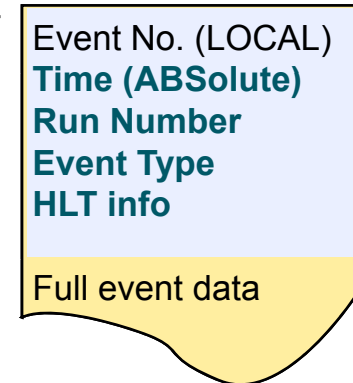 Event No. (LOCAL)
Time (ABSolute)
Run Number
Event Type
HLT info
Full event data